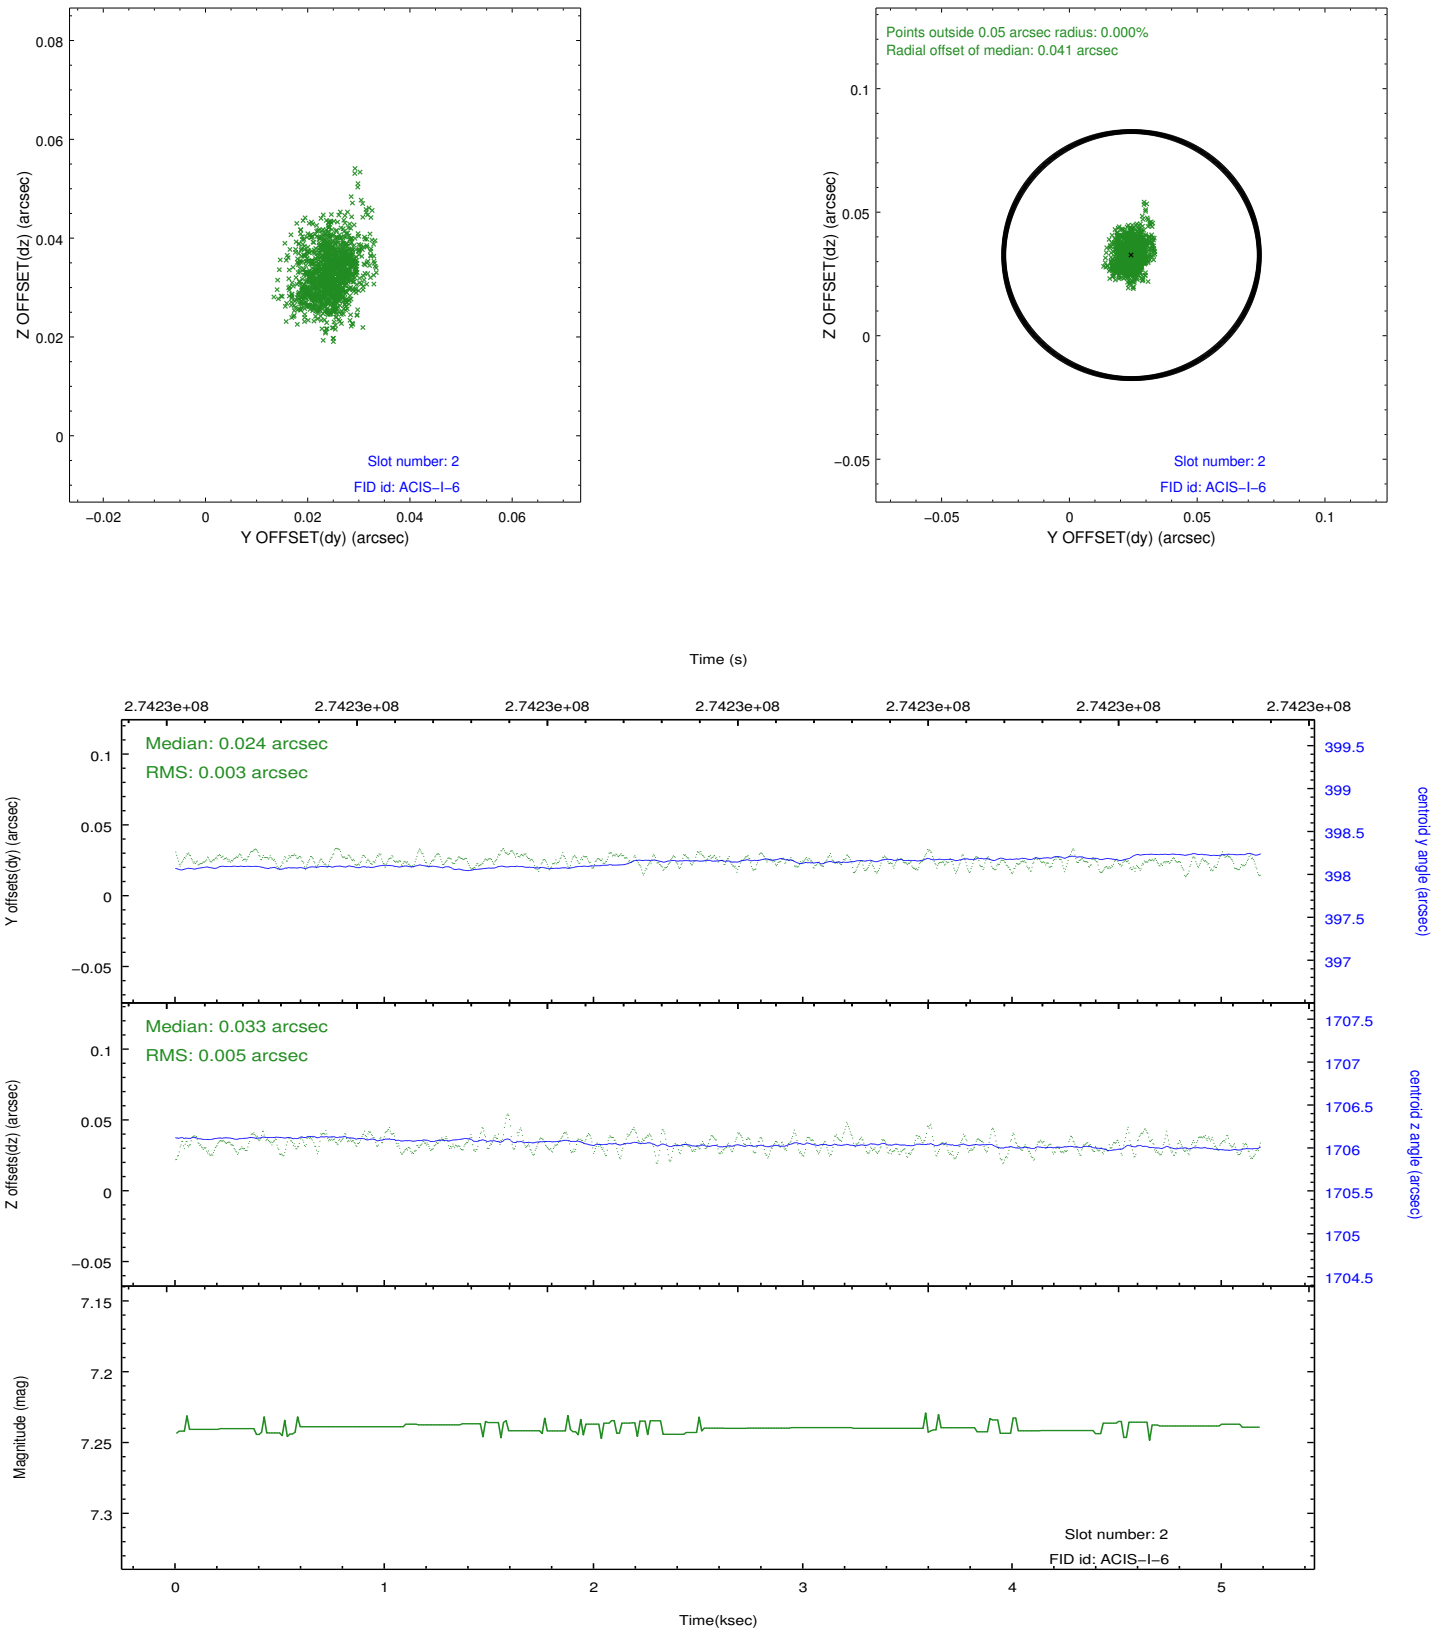 0.08
0.06
0.04
0.02
0
Z OFFSET(dz) (arcsec)
Slot number: 2
FID id: ACIS−I−6
−0.02
0
0.02
0.04
0.06
Y OFFSET(dy) (arcsec)
Points outside 0.05 arcsec radius: 0.000%
Radial offset of median: 0.041 arcsec
0.1
0.05
0
−0.05
Z OFFSET(dz) (arcsec)
Slot number: 2
FID id: ACIS−I−6
−0.05
0
0.05
0.1
Y OFFSET(dy) (arcsec)
Time (s)
2.7423e+08
2.7423e+08
2.7423e+08
2.7423e+08
2.7423e+08
2.7423e+08
2.7423e+08
Median: 0.024 arcsec
RMS: 0.003 arcsec
0.1
0.05
0
−0.05
Y offsets(dy) (arcsec)
399.5
399
398.5
398
397.5
397
centroid y angle (arcsec)
Median: 0.033 arcsec
RMS: 0.005 arcsec
0.1
0.05
0
−0.05
Z offsets(dz) (arcsec)
1707.5
1707
1706.5
1706
1705.5
1705
1704.5
centroid z angle (arcsec)
7.15
7.2
7.25
7.3
Magnitude (mag)
Slot number: 2
FID id: ACIS−I−6
0
1
2
3
4
5
Time(ksec)